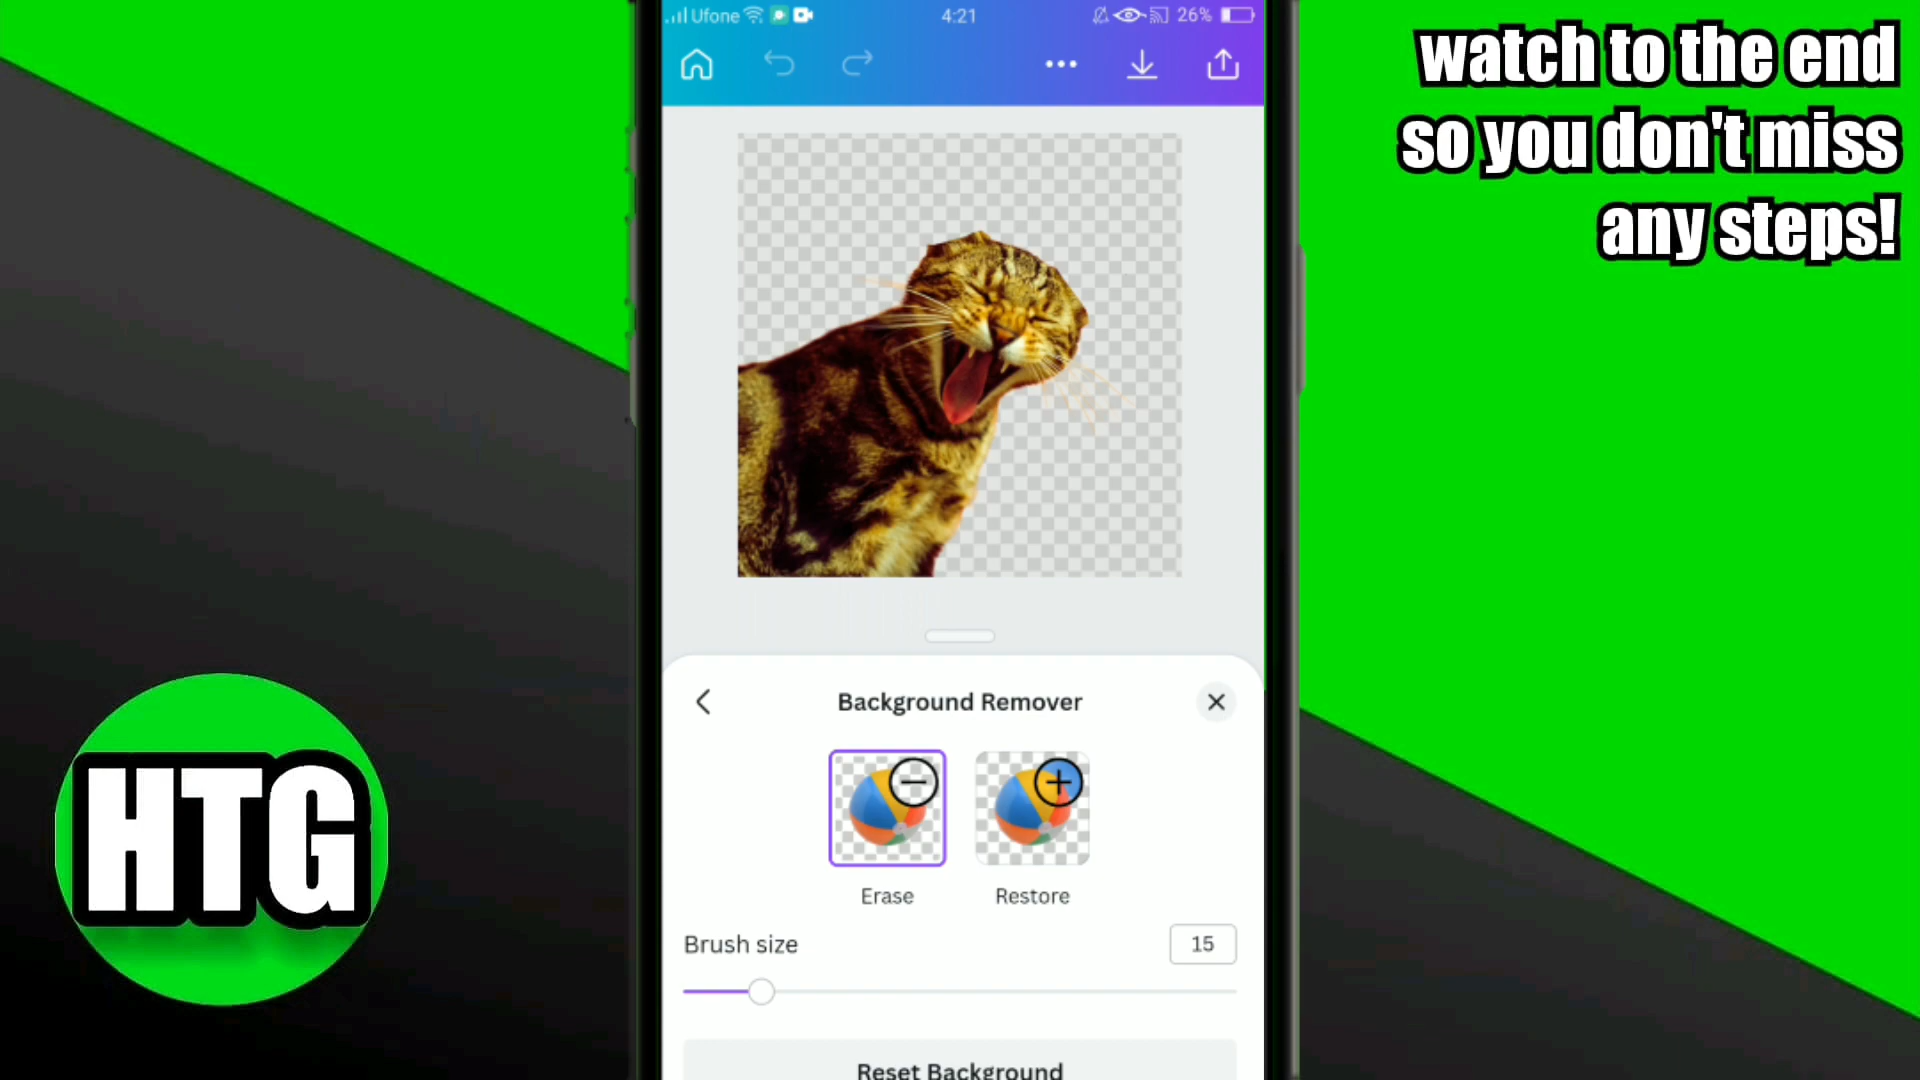 Ufone
4:21
26%
watch to the end
so you don't miss
any steps!
Background Remover
Erase
Restore
Brush size
15
Reset Background
HTG